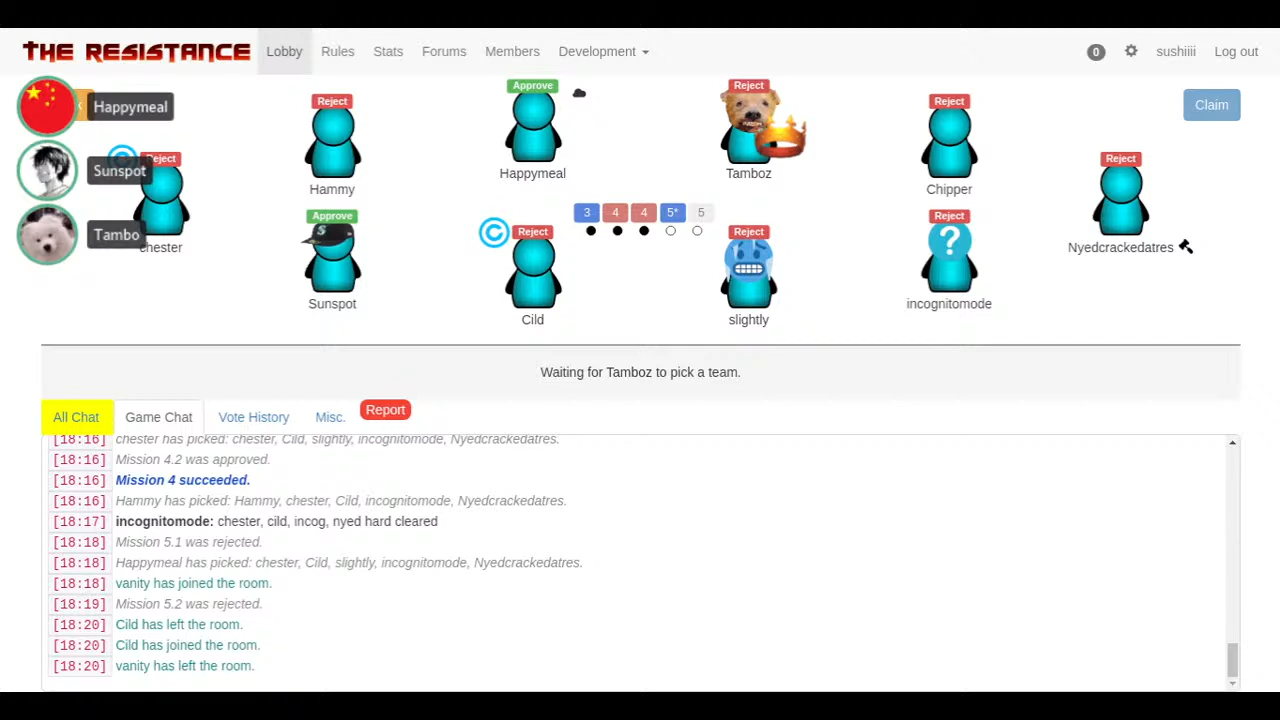 THE RESISTANCE Lobby Rules Stats Forums Members Development 0 sushiiii Log out
Happymeal
Sunspot
Tambo
Claim
Reject
chester
Reject
Hammy
Approve
Happymeal
Reject
Tamboz
Reject
Chipper
Reject
Nyedcrackedatres
Approve
Sunspot
Reject
Cild
3 4 4 5* 5
Reject
slightly
Reject
?
incognitomode
Waiting for Tamboz to pick a team.
All Chat Game Chat Vote History Misc. Report
[18:16] chester has picked: chester, Cild, slightly, incognitomode, Nyedcrackedatres.
[18:16] Mission 4.2 was approved.
[18:16] Mission 4 succeeded.
[18:16] Hammy has picked: Hammy, chester, Cild, incognitomode, Nyedcrackedatres.
[18:17] incognitomode: chester, cild, incog, nyed hard cleared
[18:18] Mission 5.1 was rejected.
[18:18] Happymeal has picked: chester, Cild, slightly, incognitomode, Nyedcrackedatres.
[18:18] vanity has joined the room.
[18:19] Mission 5.2 was rejected.
[18:20] Cild has left the room.
[18:20] Cild has joined the room.
[18:20] vanity has left the room.